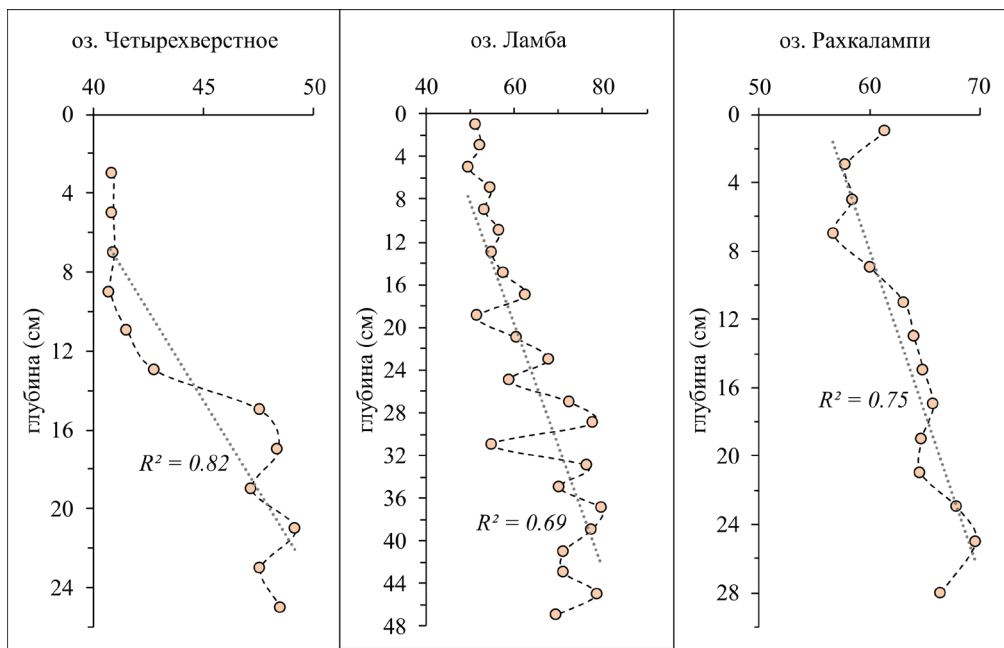 оз. Четырехверстное
40 45 50
0
4
8
12
16
20
24
глубина (см)
R² = 0.82
оз. Ламба
40 60 80
0
4
8
12
16
20
24
28
32
36
40
44
48
глубина (см)
R² = 0.69
оз. Рахкалампи
50 60 70
0
4
8
12
16
20
24
28
глубина (см)
R² = 0.75